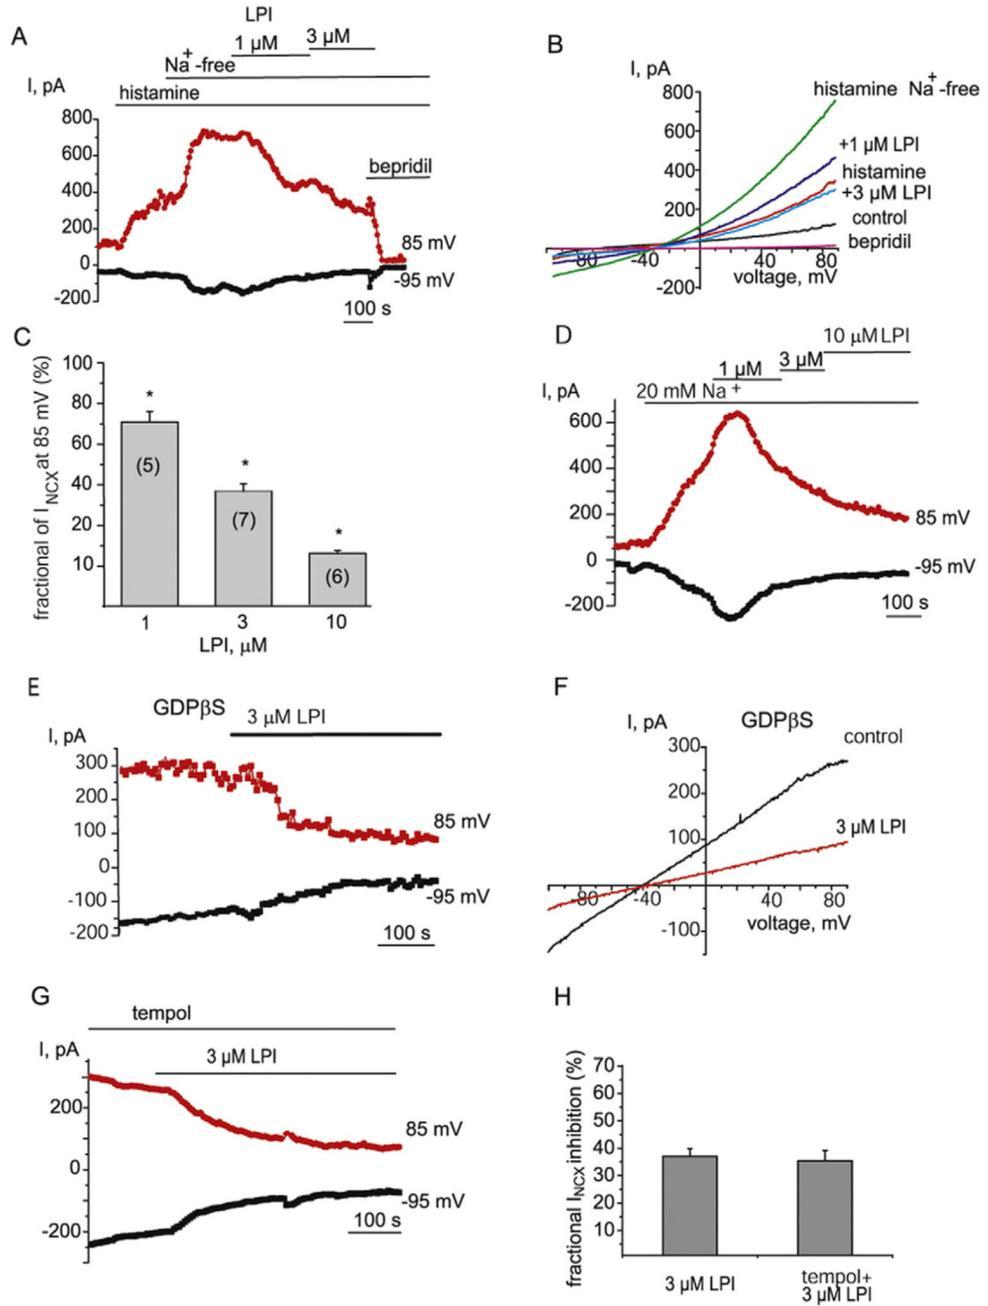 A
LPI
1 µM
3 µM
Na+-free
I, pA
histamine
800
600
400
200
0
-200
bepridil
85 mV
-95 mV
100 s
B
I, pA
800
600
400
200
-200
histamine Na+-free
+1 µM LPI
histamine
+3 µM LPI
control
bepridil
-80
-40
40
80
voltage, mV
C
fractional of INCX at 85 mV (%)
100
80
60
40
20
10
*
(5)
*
(7)
*
(6)
1
3
10
LPI, µM
D
10 µM LPI
3 µM
1 µM
20 mM Na+
I, pA
600
400
200
0
-200
85 mV
-95 mV
100 s
E
GDPβS
3 µM LPI
I, pA
300
200
100
0
-100
-200
85 mV
-95 mV
100 s
F
I, pA
GDPβS
300
200
100
-100
control
3 µM LPI
-80
-40
40
80
voltage, mV
G
tempol
I, pA
3 µM LPI
200
0
-200
85 mV
-95 mV
100 s
H
fractional INCX inhibition (%)
70
60
50
40
30
20
10
3 µM LPI
tempol+
3 µM LPI